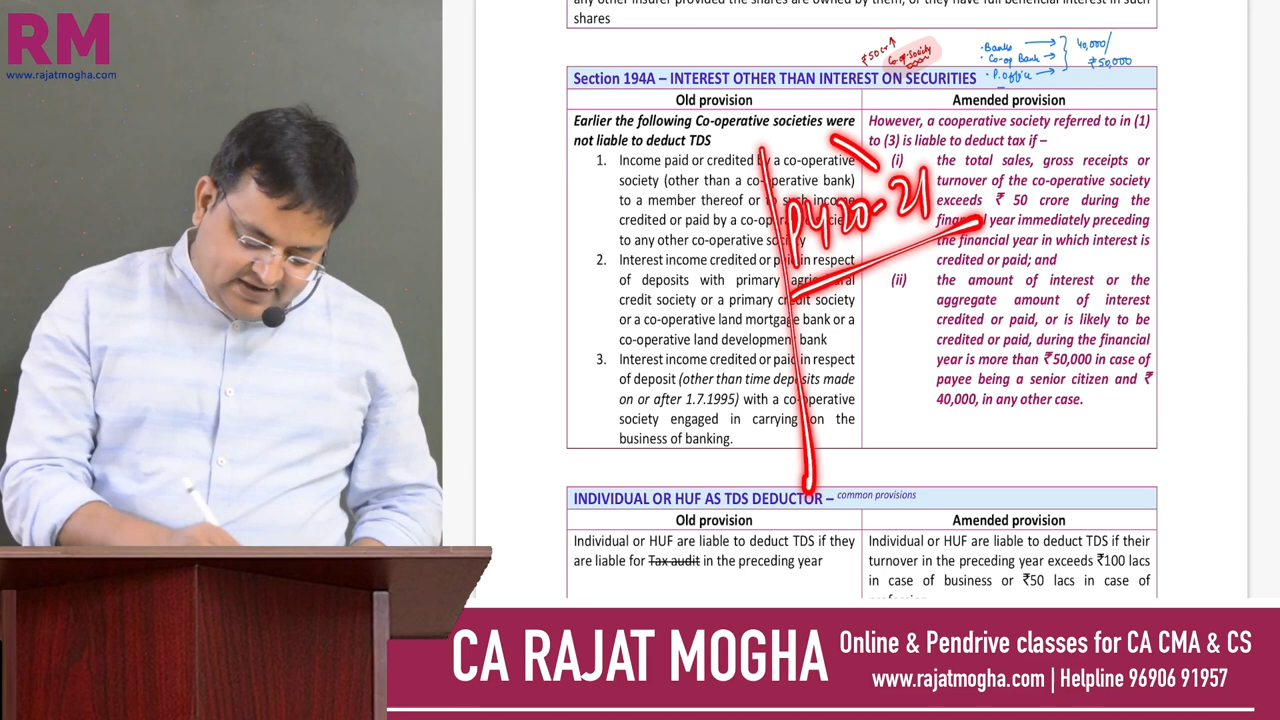 RM
www.rajatmogha.com
any other insurer provided the shares are owned by them, or they have full beneficial interest in such
shares
₹50cr↑
Co-op. Society
• Banks
• Co-op Bank
• P. office
40,000/
₹50,000
Section 194A – INTEREST OTHER THAN INTEREST ON SECURITIES
Old provision
Earlier the following Co-operative societies were
not liable to deduct TDS
1. Income paid or credited by a co-operative
society (other than a co-operative bank)
to a member thereof or to such income
credited or paid by a co-operative society
to any other co-operative society
2. Interest income credited or paid in respect
of deposits with primary agricultural
credit society or a primary credit society
or a co-operative land mortgage bank or a
co-operative land development bank
3. Interest income credited or paid in respect
of deposit (other than time deposits made
on or after 1.7.1995) with a co-operative
society engaged in carrying on the
business of banking.
Amended provision
However, a cooperative society referred to in (1)
to (3) is liable to deduct tax if –
(i) the total sales, gross receipts or
turnover of the co-operative society
exceeds ₹ 50 crore during the
financial year immediately preceding
the financial year in which interest is
credited or paid; and
(ii) the amount of interest or the
aggregate amount of interest
credited or paid, or is likely to be
credited or paid, during the financial
year is more than ₹50,000 in case of
payee being a senior citizen and ₹
40,000, in any other case.
INDIVIDUAL OR HUF AS TDS DEDUCTOR – common provisions
Old provision
Individual or HUF are liable to deduct TDS if they
are liable for Tax audit in the preceding year
Amended provision
Individual or HUF are liable to deduct TDS if their
turnover in the preceding year exceeds ₹100 lacs
in case of business or ₹50 lacs in case of
CA RAJAT MOGHA
Online & Pendrive classes for CA CMA & CS
www.rajatmogha.com | Helpline 96906 91957